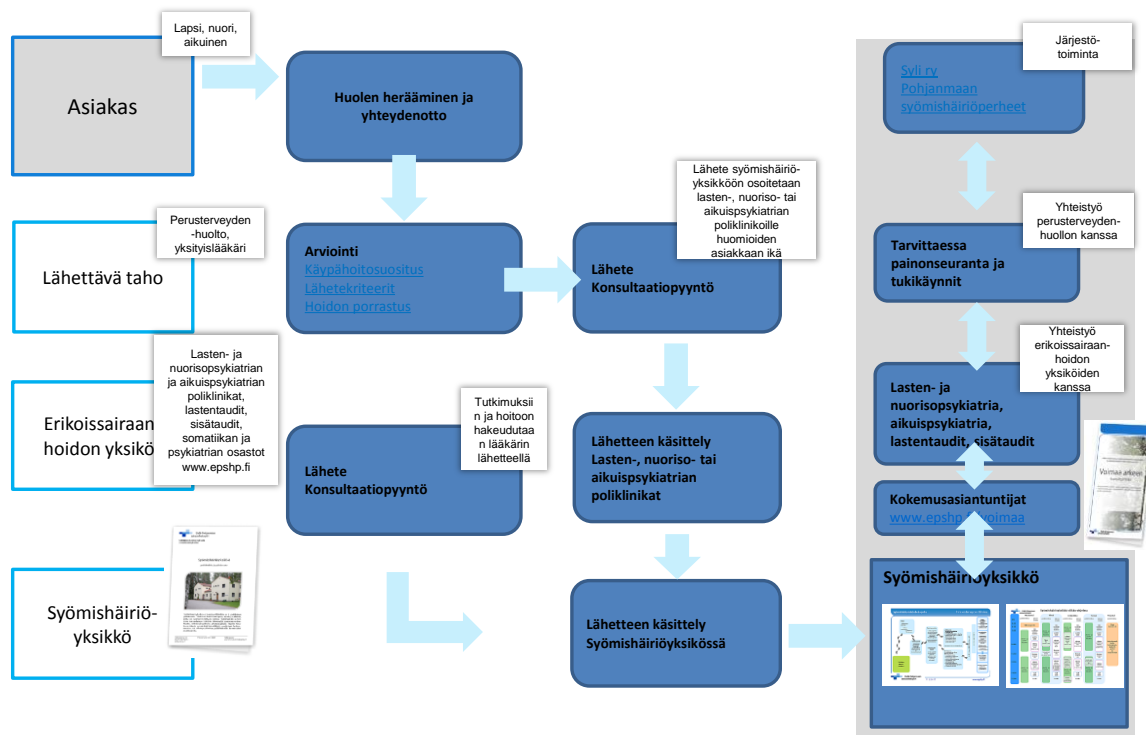 Lapsi, nuori,
aikuinen
Asiakas
Huolen herääminen ja
yhteydenotto
Järjestö-
toiminta
Syli ry
Pohjanmaan
syömishäiriöperheet
Perusterveyden
-huolto,
yksityislääkäri
Lähettävä taho
Arviointi
Käypähoitosuositus
Lähetekriteerit
Hoidon porrastus
Lähete syömishäiriö-
yksikköön osoitetaan
lasten-, nuoriso- tai
aikuispsykiatrian
poliklinikoille
huomioiden
asiakkaan ikä
Lähete
Konsultaatiopyyntö
Yhteistyö
perusterveyden-
huollon kanssa
Tarvittaessa
painonseuranta ja
tukikäynnit
Lasten- ja
nuorisopsykiatrian
ja aikuispsykiatrian
poliklinikat,
lastentaudit,
sisätaudit,
somatiikan ja
psykiatrian osastot
www.epshp.fi
Erikoissairaan
hoidon yksikö
Tutkimuksii
n ja hoitoon
hakeudutaa
n lääkärin
lähetteellä
Lähete
Konsultaatiopyyntö
Lähetteen käsittely
Lasten-, nuoriso- tai
aikuispsykiatrian
poliklinikat
Yhteistyö
erikoissairaan-
hoidon
yksiköiden
kanssa
Lasten- ja
nuorisopsykiatria,
aikuispsykiatria,
lastentaudit, sisätaudit
Voimaa arkeen
Kokemusasiantuntijat
www.epshp.fi/voimaa
Syömishäiriö-
yksikkö
Lähetteen käsittely
Syömishäiriöyksikössä
Syömishäiriöyksikkö